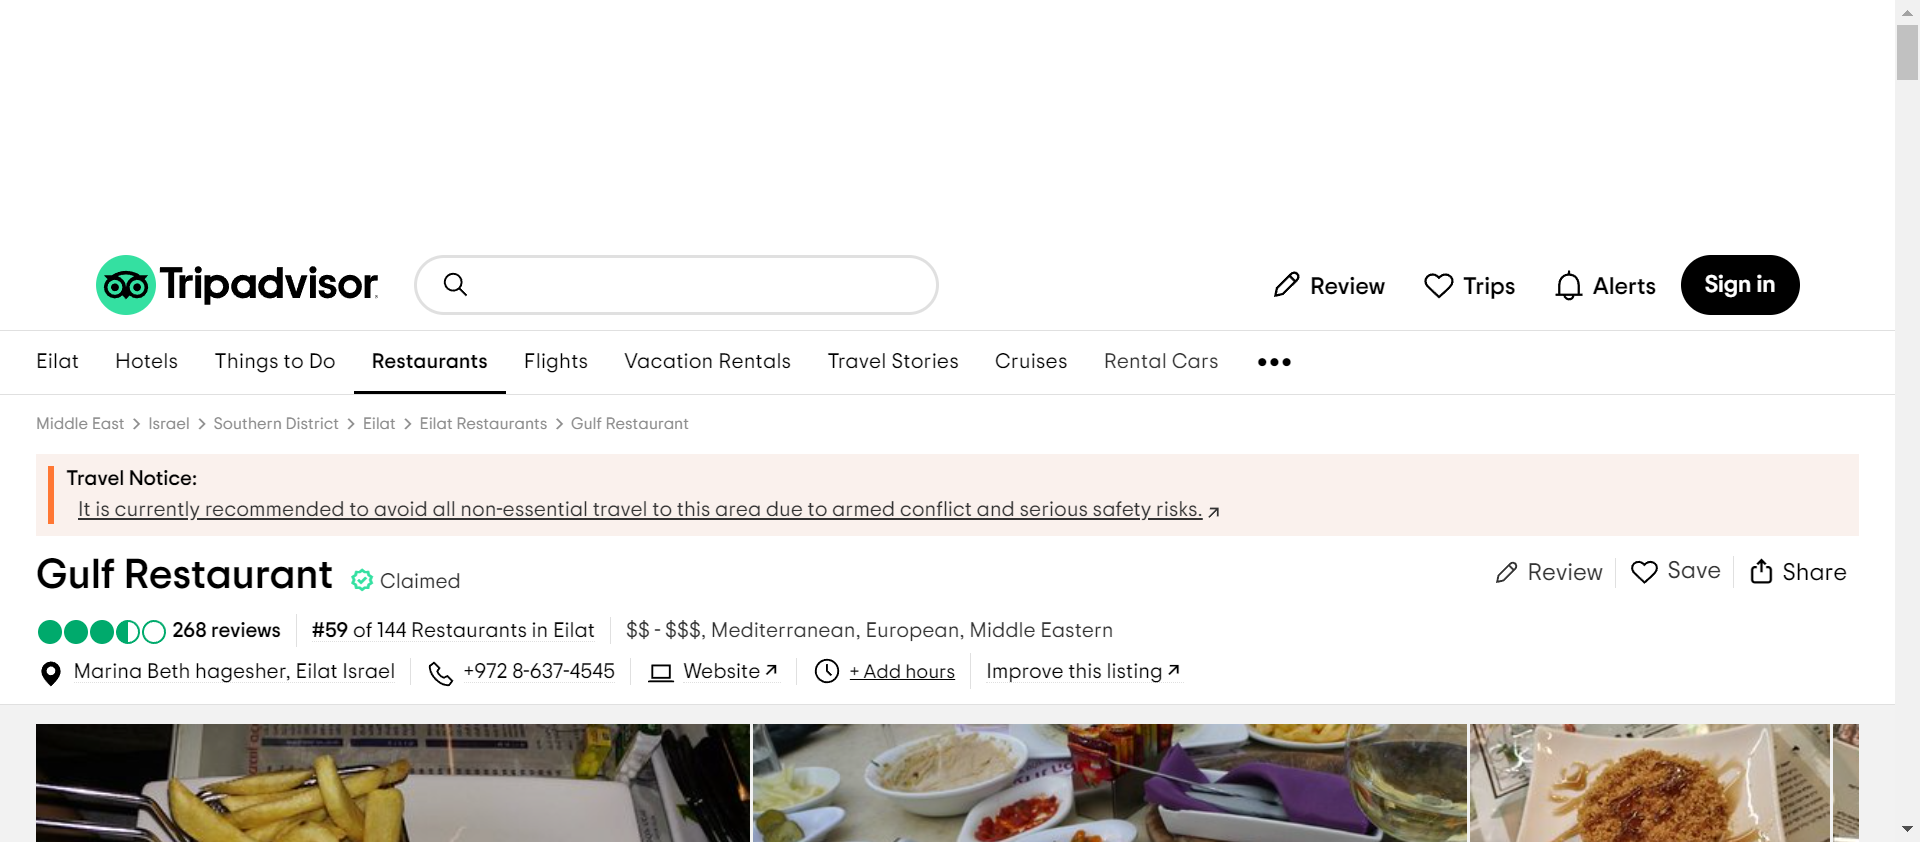 Tripadvisor
Review
Trips
Alerts
Sign in
Eilat
Hotels
Things to Do
Restaurants
Flights
Vacation Rentals
Travel Stories
Cruises
Rental Cars
•••
Middle East > Israel > Southern District > Eilat > Eilat Restaurants > Gulf Restaurant
Travel Notice:
It is currently recommended to avoid all non-essential travel to this area due to armed conflict and serious safety risks.
Gulf Restaurant
Claimed
Review
Save
Share
268 reviews
#59 of 144 Restaurants in Eilat
$$ - $$$, Mediterranean, European, Middle Eastern
Marina Beth hagesher, Eilat Israel
+972 8-637-4545
Website
+ Add hours
Improve this listing